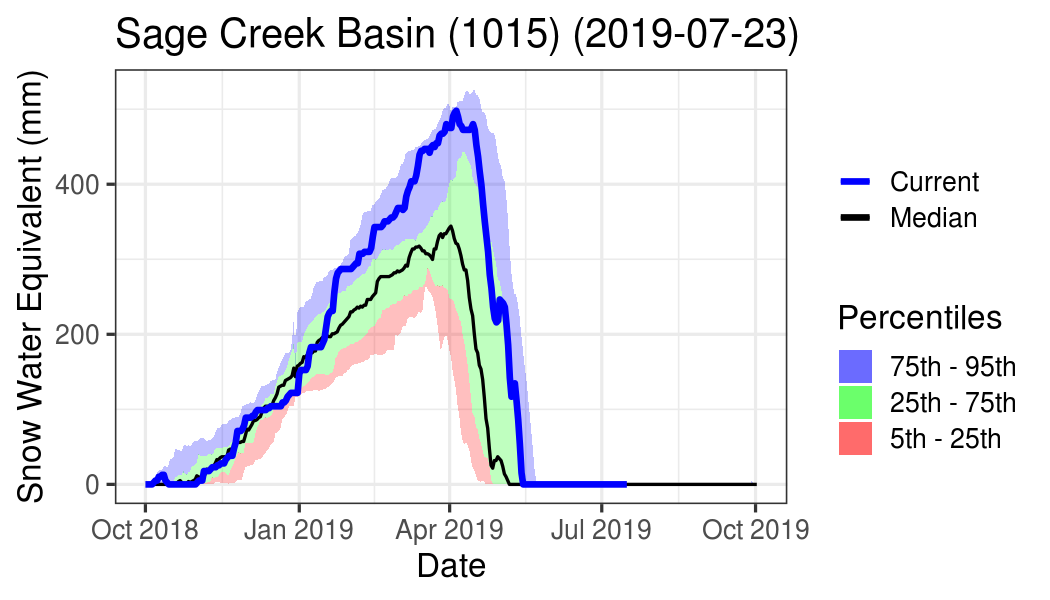 Sage Creek Basin (1015) (2019-07-23)
Snow Water Equivalent (mm)
400
200
0
Oct 2018
Jan 2019
Apr 2019
Jul 2019
Oct 2019
Date
Current
Median
Percentiles
75th - 95th
25th - 75th
5th - 25th